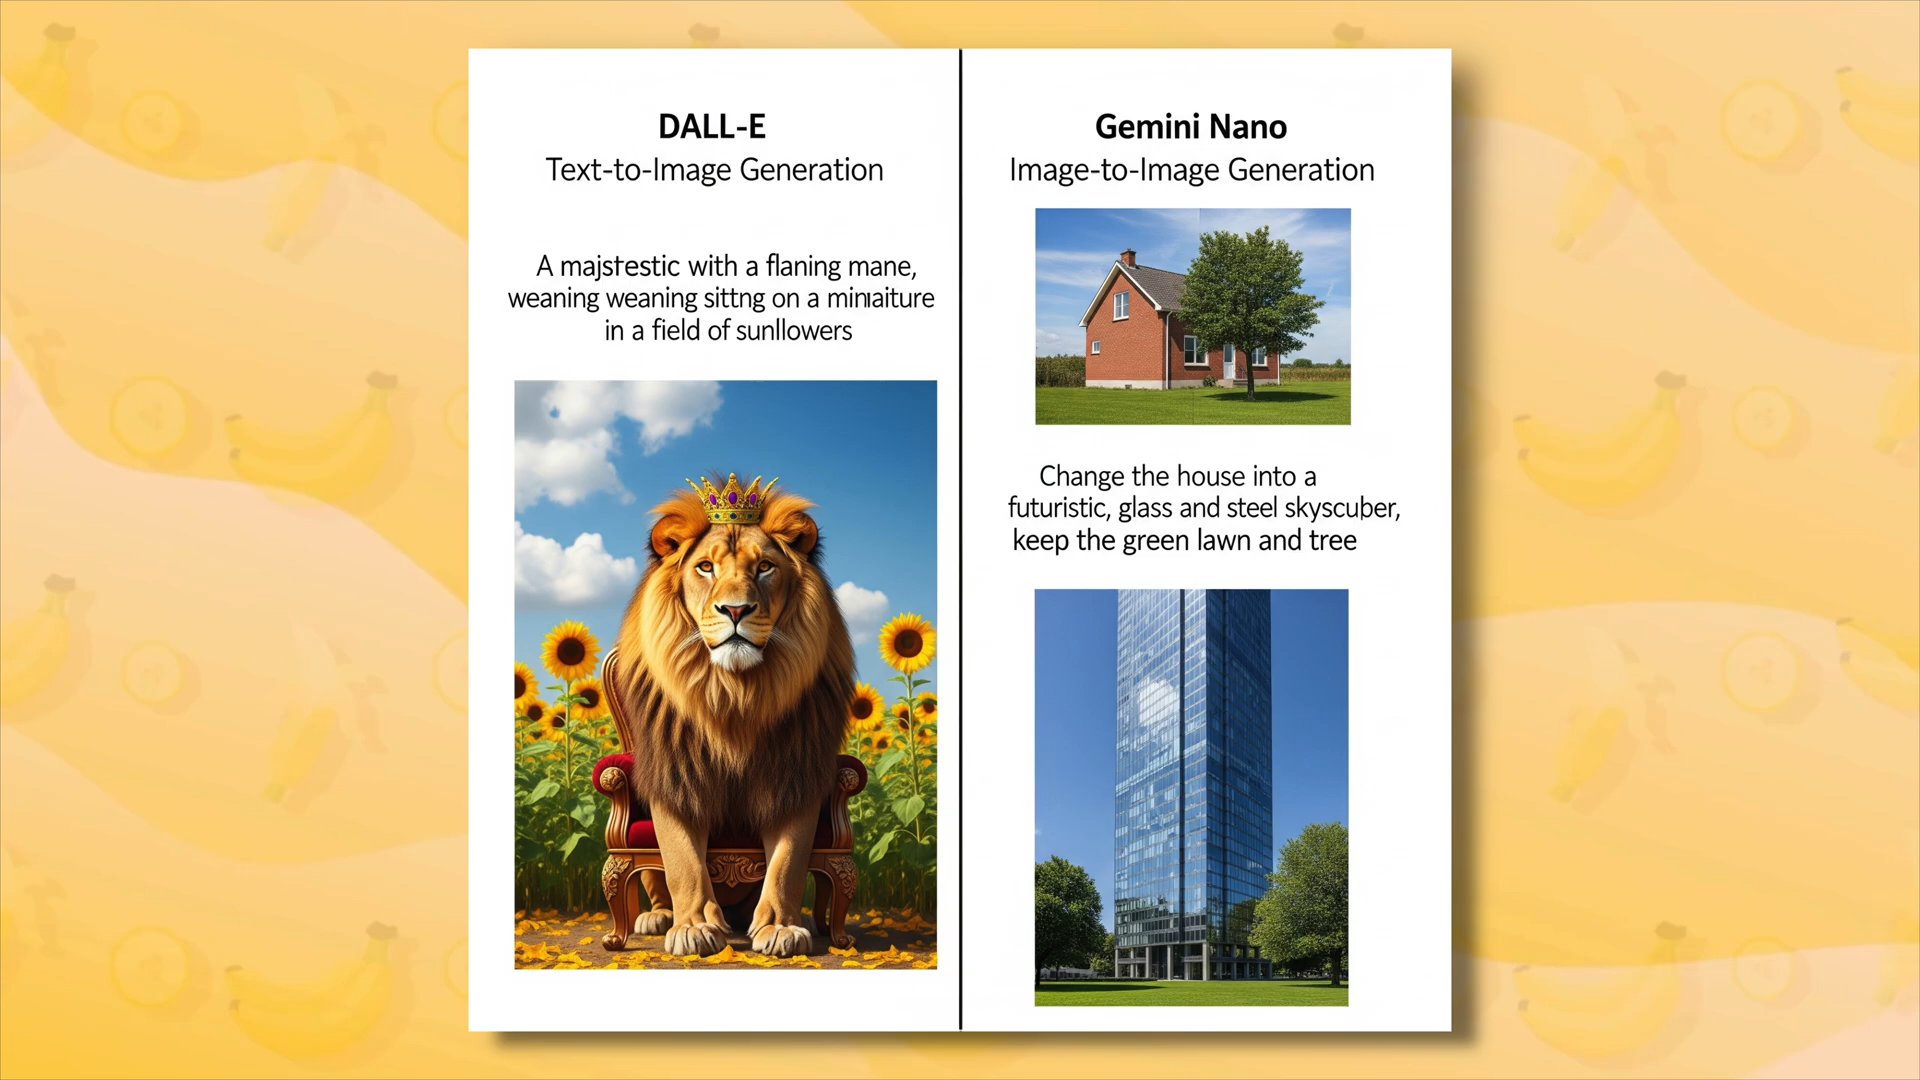 DALL-E
Text-to-Image Generation
A majstestic with a flaning mane,
weaning weaning sittng on a miniaiture
in a field of sunllowers
Gemini Nano
Image-to-Image Generation
Change the house into a
futuristic, glass and steel skyscuber,
keep the green lawn and tree